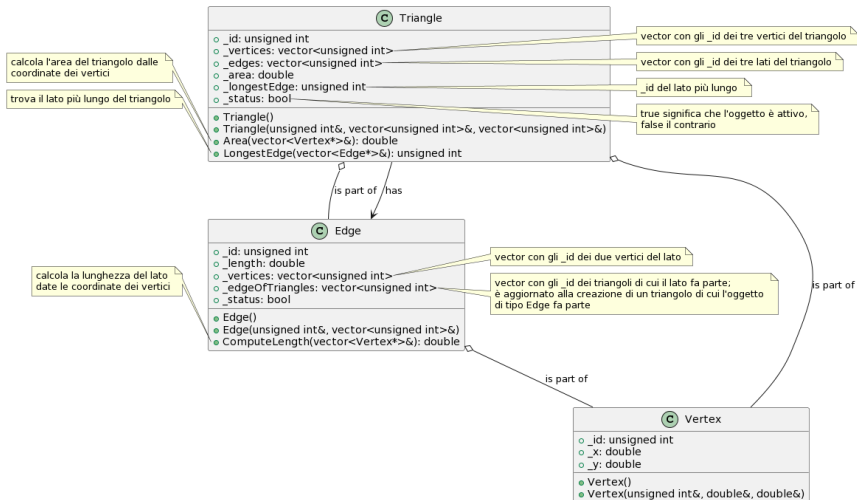 Triangle
_id: unsigned int
_vertices: vector<unsigned int>
_edges: vector<unsigned int>
_area: double
_longestEdge: unsigned int
_status: bool
Triangle()
Triangle(unsigned int&, vector<unsigned int>&, vector<unsigned int>&)
Area(vector<Vertex*>&): double
LongestEdge(vector<Edge*>&): unsigned int
calcola l'area del triangolo dalle
coordinate dei vertici
trova il lato più lungo del triangolo
vector con gli _id dei tre vertici del triangolo
vector con gli _id dei tre lati del triangolo
_id del lato più lungo
true significa che l'oggetto è attivo,
false il contrario
is part of
has
Edge
_id: unsigned int
_length: double
_vertices: vector<unsigned int>
_edgeOfTriangles: vector<unsigned int>
_status: bool
Edge()
Edge(unsigned int&, vector<unsigned int>&)
ComputeLength(vector<Vertex*>&): double
calcola la lunghezza del lato
date le coordinate dei vertici
vector con gli _id dei due vertici del lato
vector con gli _id dei triangoli di cui il lato fa parte;
è aggiornato alla creazione di un triangolo di cui l'oggetto
di tipo Edge fa parte
is part of
is part of
Vertex
_id: unsigned int
_x: double
_y: double
Vertex()
Vertex(unsigned int&, double&, double&)